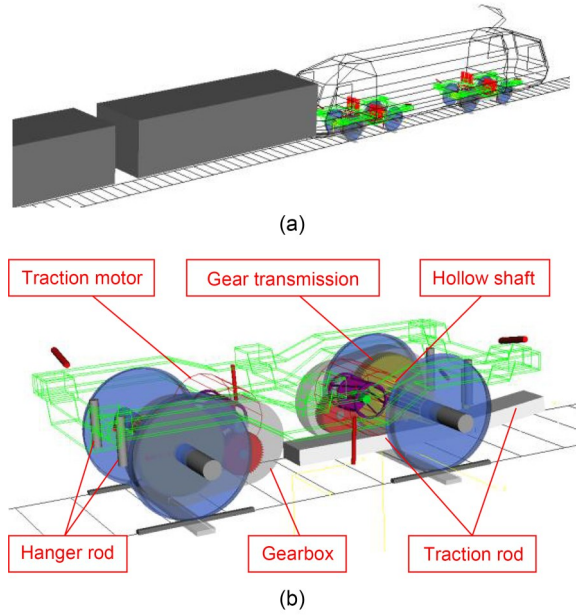 (a)
Traction motor
Gear transmission
Hollow shaft
Hanger rod
Gearbox
Traction rod
(b)